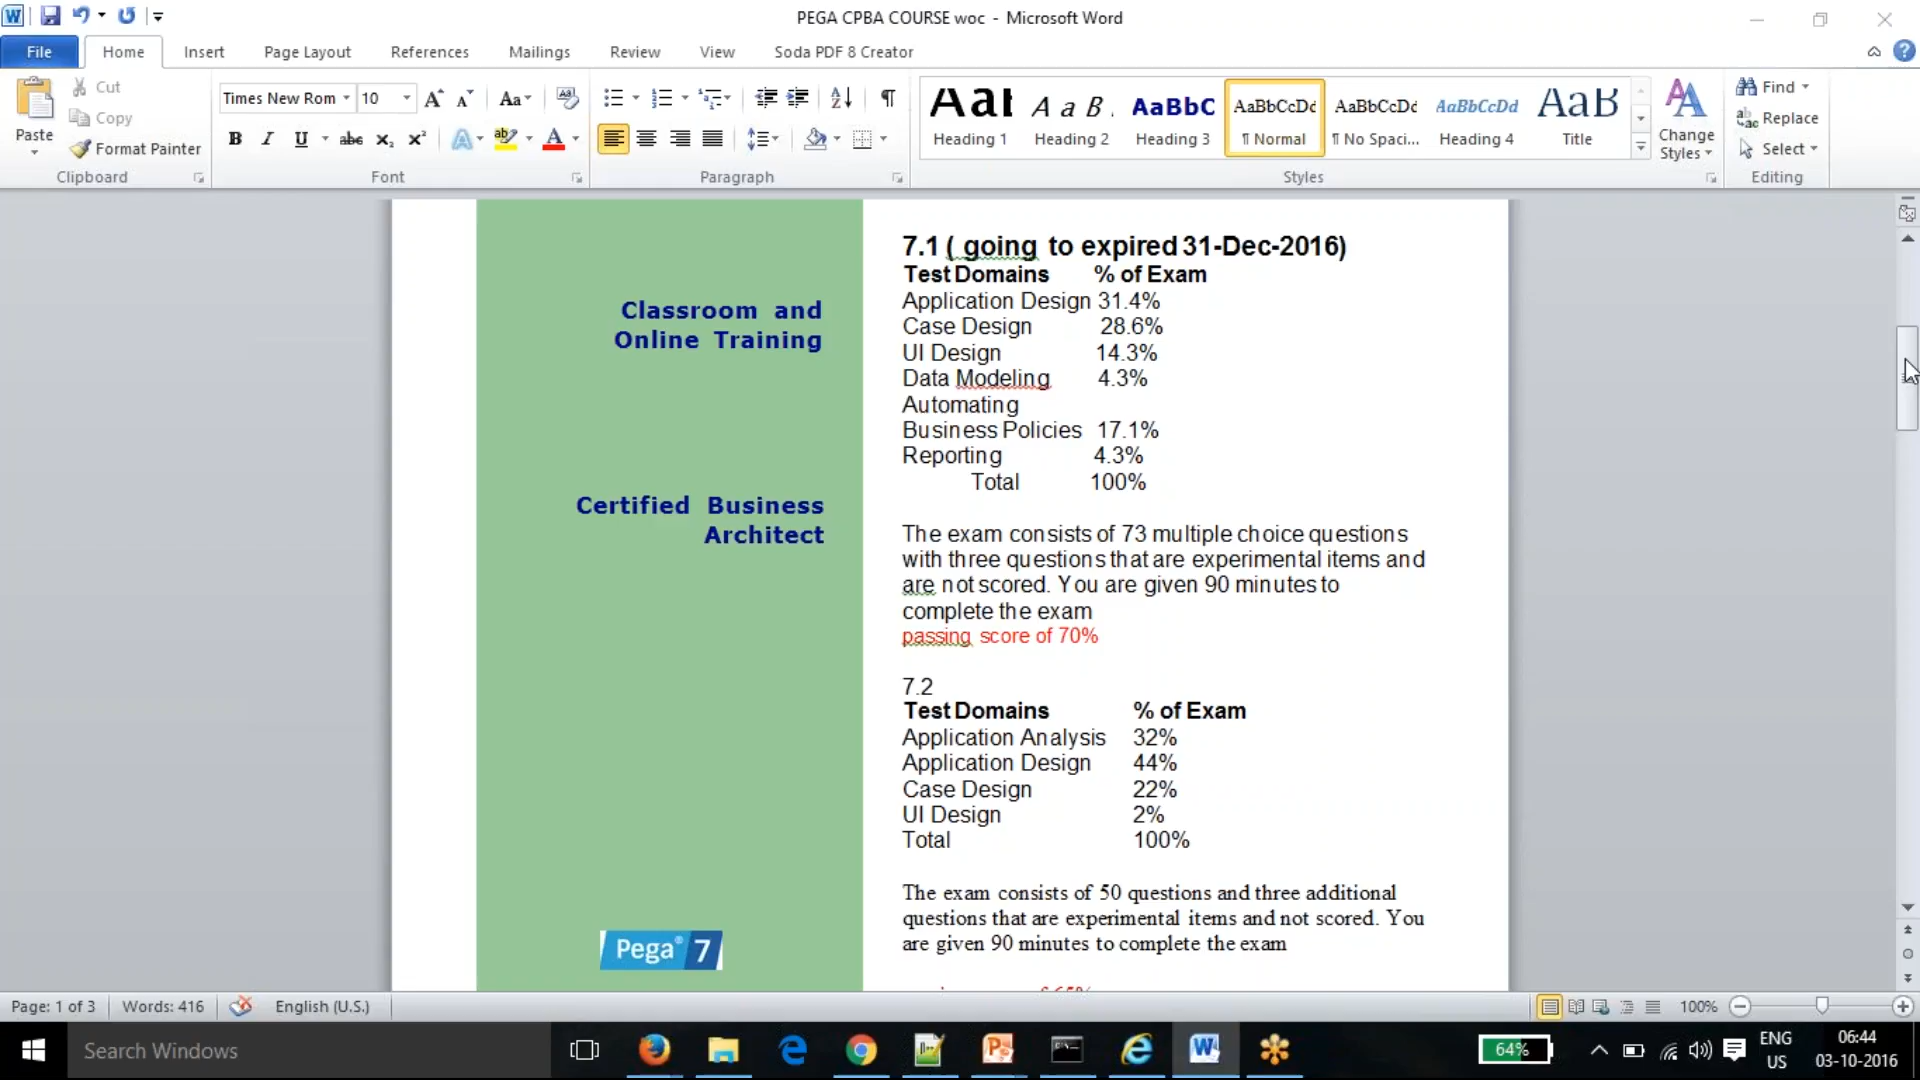 PEGA CPBA COURSE woc - Microsoft Word
File Home Insert Page Layout References Mailings Review View Soda PDF 8 Creator
Paste
Cut
Copy
Format Painter
Clipboard
Times New Rom 10
Font
Paragraph
AaI AaB. AaBbC AaBbCcDd AaBbCcDd AaBbCcDd AaB
Heading 1 Heading 2 Heading 3 ¶ Normal ¶ No Spaci... Heading 4 Title
Change Styles
Styles
Find
Replace
Select
Editing
Classroom and
Online Training
Certified Business
Architect
Pega® 7
7.1 ( going to expired 31-Dec-2016)
Test Domains % of Exam
Application Design 31.4%
Case Design 28.6%
UI Design 14.3%
Data Modeling 4.3%
Automating
Business Policies 17.1%
Reporting 4.3%
Total 100%
The exam consists of 73 multiple choice questions
with three questions that are experimental items and
are not scored. You are given 90 minutes to
complete the exam
passing score of 70%
7.2
Test Domains % of Exam
Application Analysis 32%
Application Design 44%
Case Design 22%
UI Design 2%
Total 100%
The exam consists of 50 questions and three additional
questions that are experimental items and not scored. You
are given 90 minutes to complete the exam
Page: 1 of 3 Words: 416 English (U.S.) 100%
Search Windows
64%
ENG
US
06:44
03-10-2016